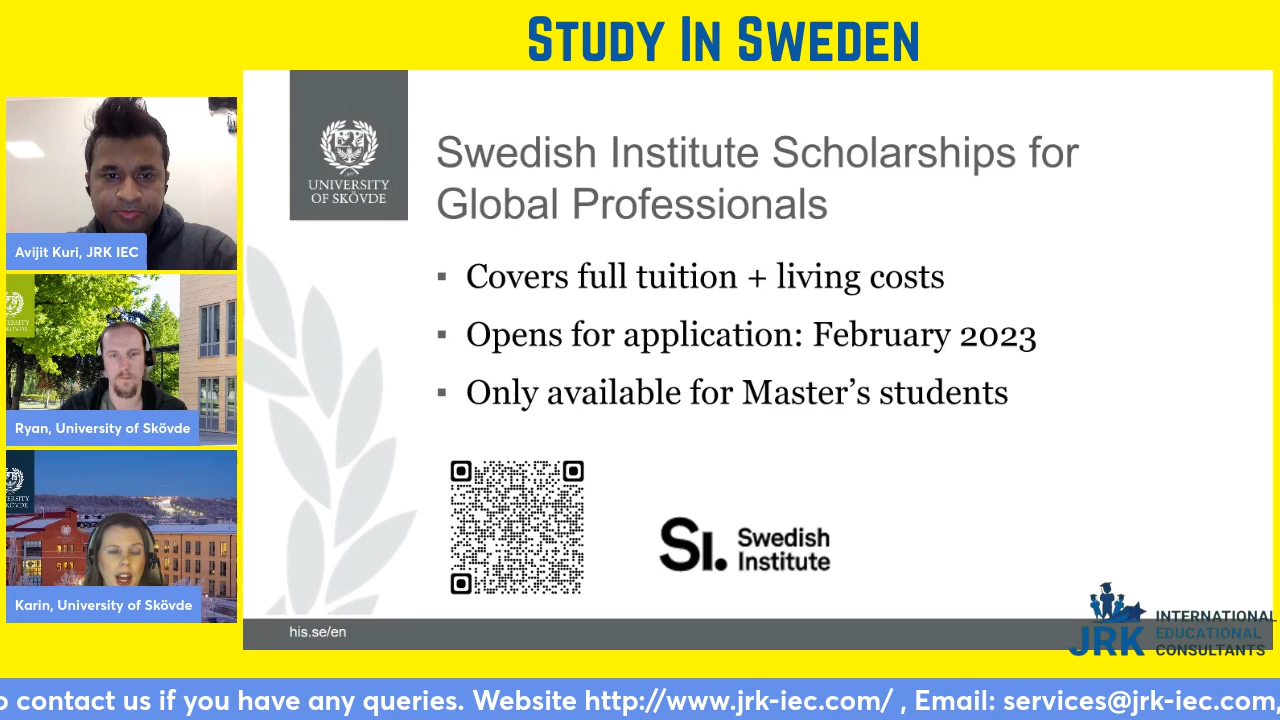 STUDY IN SWEDEN
UNIVERSITY
OF SKÖVDE
Swedish Institute Scholarships for
Global Professionals
▪ Covers full tuition + living costs
▪ Opens for application: February 2023
▪ Only available for Master's students
SI. Swedish
Institute
his.se/en
JRK INTERNATIONAL
EDUCATIONAL
CONSULTANTS
Avijit Kuri, JRK IEC
Ryan, University of Skövde
Karin, University of Skövde
contact us if you have any queries. Website http://www.jrk-iec.com/ , Email: services@jrk-iec.com,